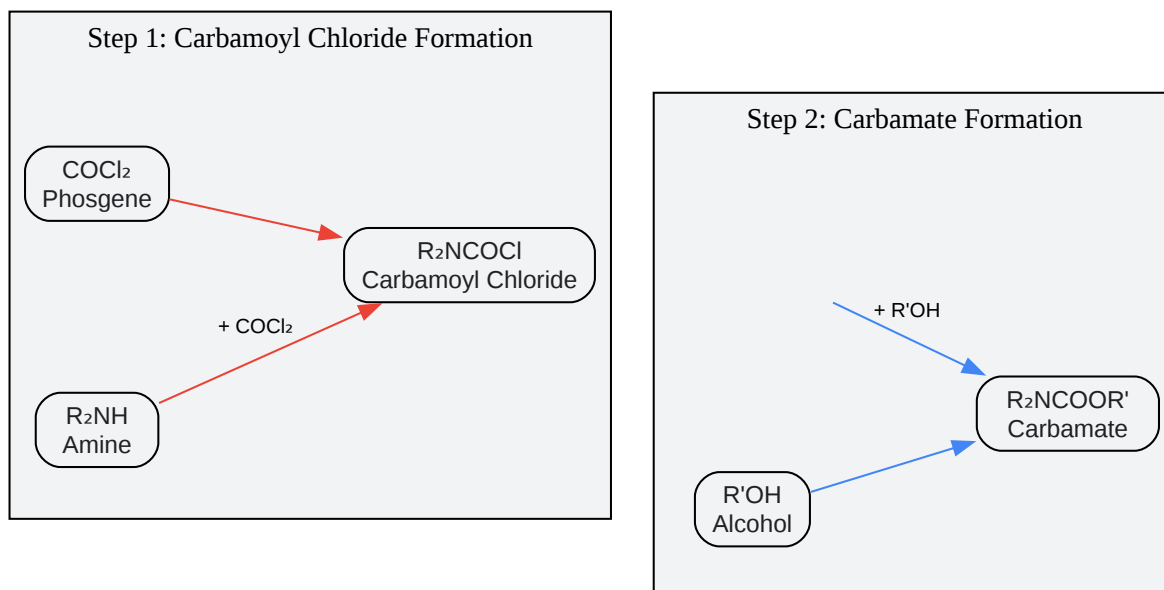 Step 1: Carbamoyl Chloride Formation
COCl₂
Phosgene
R₂NCOCl
Carbamoyl Chloride
+ COCl₂
R₂NH
Amine
Step 2: Carbamate Formation
+ R'OH
R₂NCOOR'
Carbamate
R'OH
Alcohol